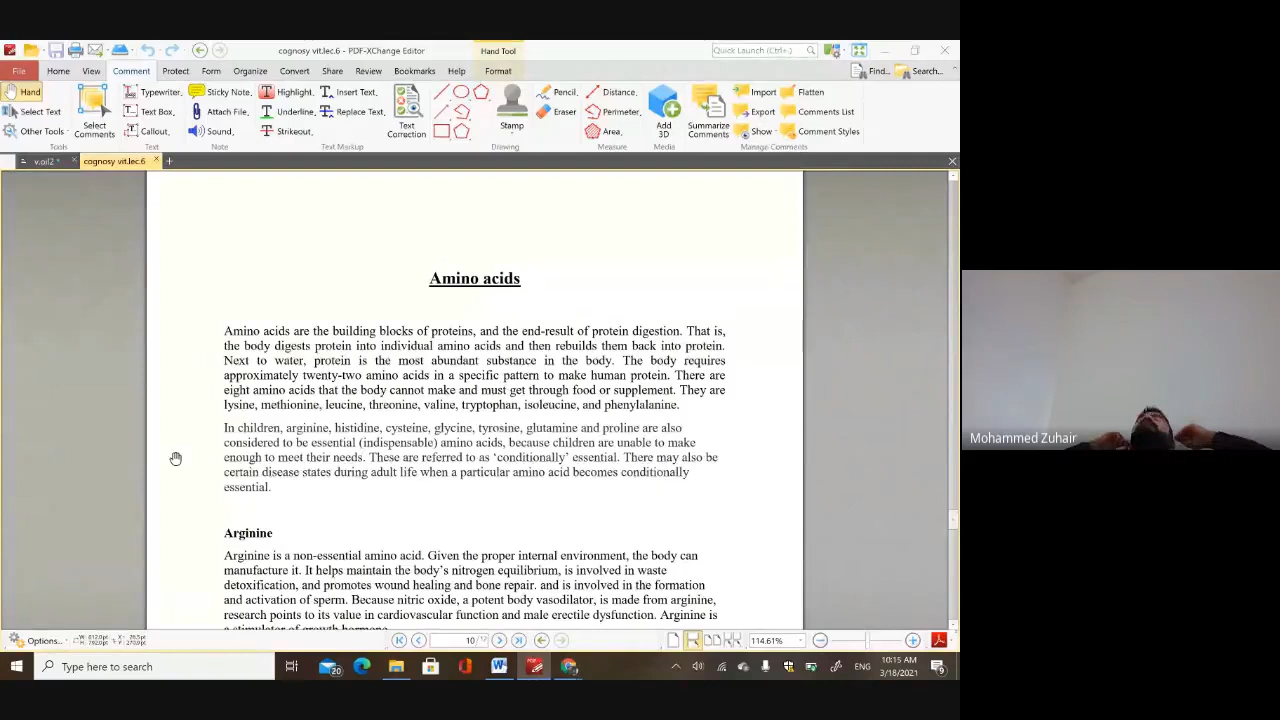 cognosy vit.lec.6 - PDF-XChange Editor
Hand Tool
Quick Launch (Ctrl+.)
File Home View Comment Protect Form Organize Convert Share Review Bookmarks Help Format Find... Search...
Hand
Select Text
Other Tools
Tools
Select Comments
Typewriter
Text Box
Callout
Text
Sticky Note
Attach File
Sound
Note
Highlight
Underline
Strikeout
Insert Text
Replace Text
Text Markup
Text Correction
Stamp
Pencil
Eraser
Drawing
Distance
Perimeter
Area
Measure
Add 3D
Media
Summarize Comments
Import
Export
Show
Flatten
Comments List
Comment Styles
Manage Comments
v.oil2 *
cognosy vit.lec.6
Amino acids
Amino acids are the building blocks of proteins, and the end-result of protein digestion. That is,
the body digests protein into individual amino acids and then rebuilds them back into protein.
Next to water, protein is the most abundant substance in the body. The body requires
approximately twenty-two amino acids in a specific pattern to make human protein. There are
eight amino acids that the body cannot make and must get through food or supplement. They are
lysine, methionine, leucine, threonine, valine, tryptophan, isoleucine, and phenylalanine.
In children, arginine, histidine, cysteine, glycine, tyrosine, glutamine and proline are also
considered to be essential (indispensable) amino acids, because children are unable to make
enough to meet their needs. These are referred to as ‘conditionally’ essential. There may also be
certain disease states during adult life when a particular amino acid becomes conditionally
essential.
Arginine
Arginine is a non-essential amino acid. Given the proper internal environment, the body can
manufacture it. It helps maintain the body’s nitrogen equilibrium, is involved in waste
detoxification, and promotes wound healing and bone repair. and is involved in the formation
and activation of sperm. Because nitric oxide, a potent body vasodilator, is made from arginine,
research points to its value in cardiovascular function and male erectile dysfunction. Arginine is
a stimulator of growth hormone
Options...
10
114.61%
Type here to search
20
ENG
10:15 AM
3/18/2021
Mohammed Zuhair